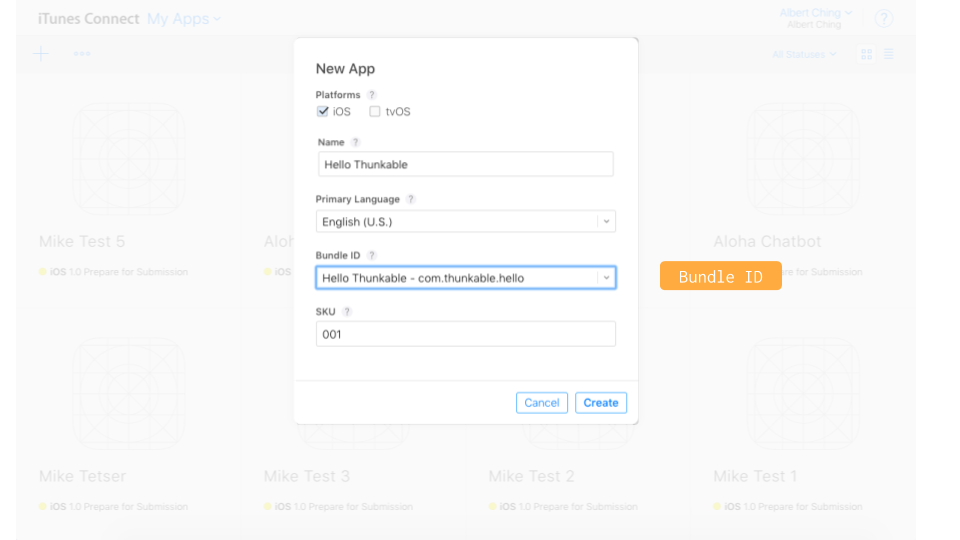 iTunes Connect My Apps
Albert Ching
Albert Ching
?
All Statuses
New App
Platforms ?
iOS
tvOS
Name ?
Hello Thunkable
Primary Language ?
English (U.S.)
Bundle ID ?
Hello Thunkable - com.thunkable.hello
SKU ?
001
Cancel
Create
Bundle ID
Mike Test 5
Aloha Chatbot
iOS 1.0 Prepare for Submission
iOS
for Submission
Mike Tetser
Mike Test 3
Mike Test 2
Mike Test 1
iOS 1.0 Prepare for Submission
iOS 1.0 Prepare for Submission
iOS 1.0 Prepare for Submission
iOS 1.0 Prepare for Submission